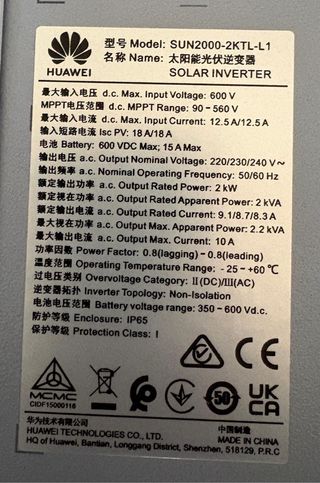 HUAWEI
型号 Model: SUN2000-2KTL-L1
名称 Name: 太阳能光伏逆变器
SOLAR INVERTER
最大输入电压 d.c. Max. Input Voltage: 600 V
MPPT电压范围 d.c. MPPT Range: 90 – 560 V
最大输入电流 d.c. Max. Input Current: 12.5 A/12.5 A
输入短路电流 Isc PV: 18 A/18 A
电池 Battery: 600 VDC Max; 15 A Max
输出电压 a.c. Output Nominal Voltage: 220/230/240 V~
输出频率 a.c. Nominal Operating Frequency: 50/60 Hz
额定输出功率 a.c. Output Rated Power: 2 kW
额定视在功率 a.c. Output Rated Apparent Power: 2 kVA
额定输出电流 a.c. Output Rated Current: 9.1/8.7/8.3 A
最大视在功率 a.c. Output Max. Apparent Power: 2.2 kVA
最大输出电流 a.c. Output Max. Current: 10 A
功率因数 Power Factor: 0.8(lagging) – 0.8(leading)
温度范围 Operating Temperature Range: - 25 – +60℃
过电压类别 Overvoltage Category: II(DC)/III(AC)
逆变器拓扑 Inverter Topology: Non-Isolation
电池电压范围 Battery voltage range: 350 – 600 Vd.c.
防护等级 Enclosure: IP65
保护等级 Protection Class: I
MCMC
CIDF15000116
50
CE
UK
CA
华为技术有限公司
中国制造
HUAWEI TECHNOLOGIES CO., LTD.
MADE IN CHINA
HQ of Huawei, Bantian, Longgang District, Shenzhen, 518129, P.R.C